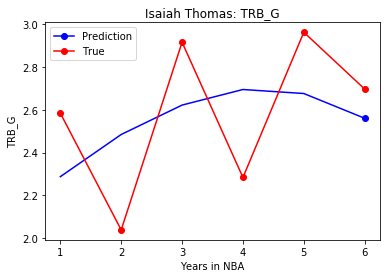 Isaiah Thomas: TRB_G
Prediction
True
3.0
2.8
2.6
2.4
2.2
2.0
TRB_G
1 2 3 4 5 6
Years in NBA